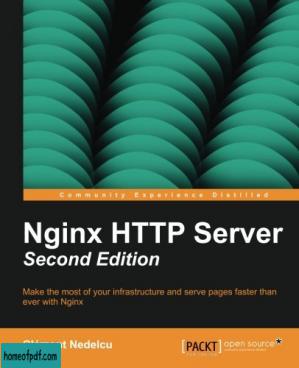 Community Experience Distilled
Nginx HTTP Server
Second Edition
Make the most of your infrastructure and serve pages faster than
ever with Nginx
Nedelcu
[PACKT] open source*
PUBLISHING
homeofpdf.com